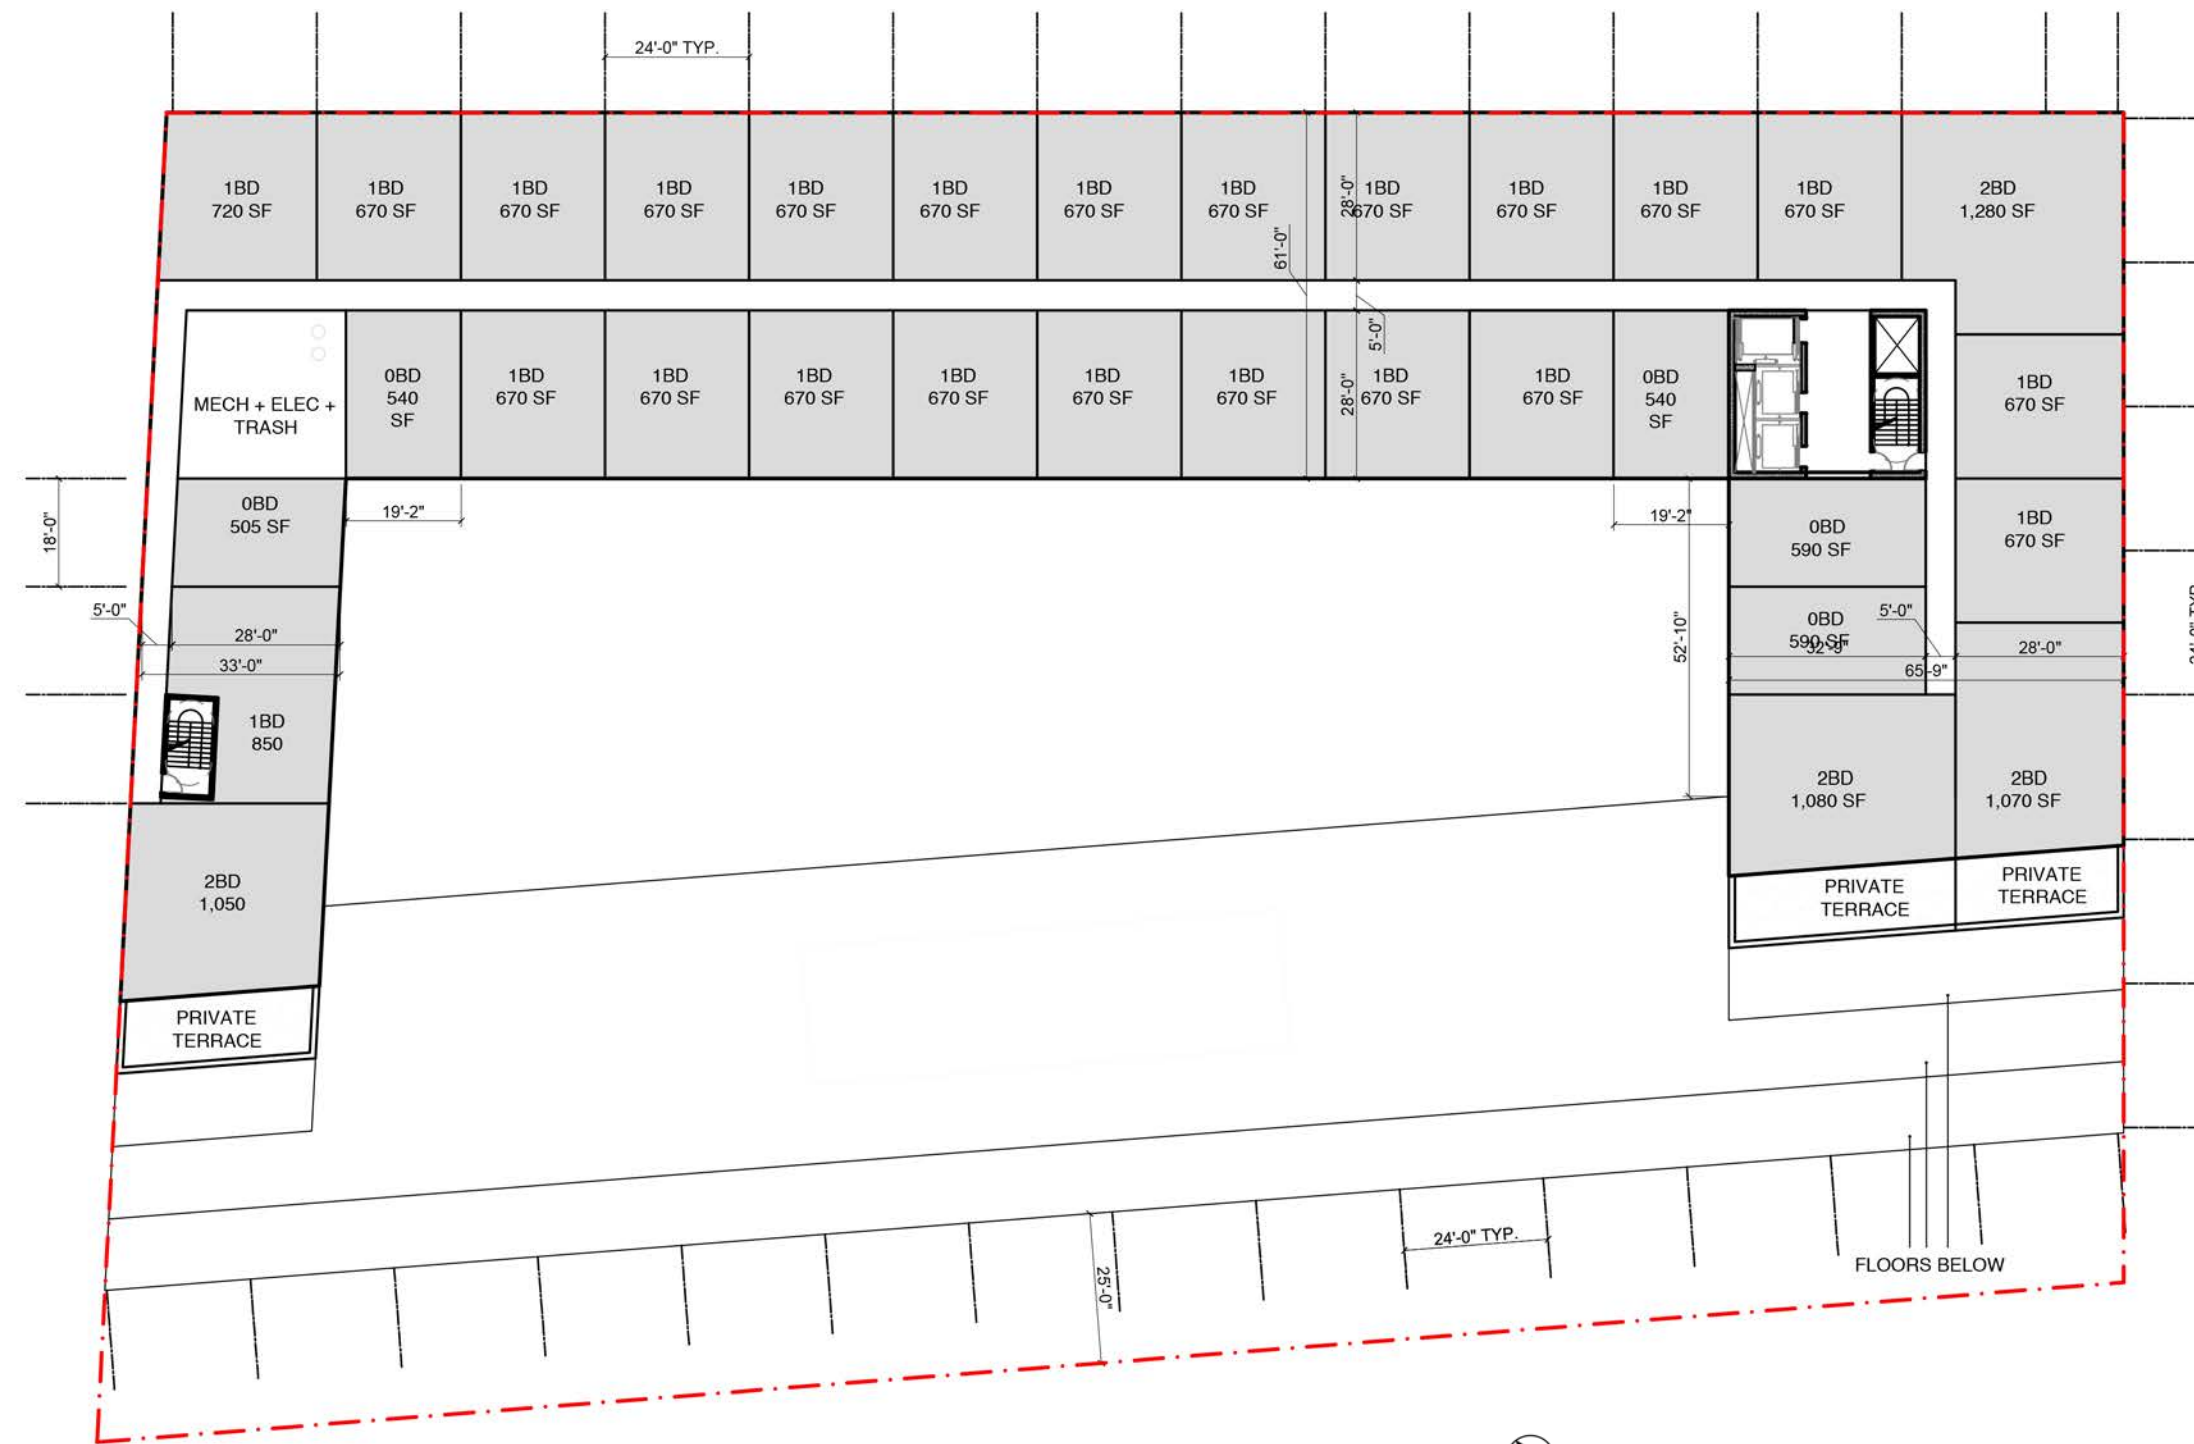 24'-0" TYP.
1BD
720 SF
1BD
670 SF
1BD
670 SF
1BD
670 SF
1BD
670 SF
1BD
670 SF
1BD
670 SF
1BD
670 SF
1BD
670 SF
1BD
670 SF
1BD
670 SF
1BD
670 SF
2BD
1,280 SF
28'-0"
61'-0"
5'-0"
28'-0"
MECH + ELEC +
TRASH
0BD
540
SF
1BD
670 SF
1BD
670 SF
1BD
670 SF
1BD
670 SF
1BD
670 SF
1BD
670 SF
1BD
670 SF
1BD
670 SF
0BD
540
SF
1BD
670 SF
18'-0"
0BD
505 SF
19'-2"
19'-2"
0BD
590 SF
1BD
670 SF
5'-0"
28'-0"
33'-0"
52'-10"
0BD
590 SF
32'-9"
5'-0"
28'-0"
65'-9"
1BD
850
2BD
1,080 SF
2BD
1,070 SF
2BD
1,050
PRIVATE
TERRACE
PRIVATE
TERRACE
PRIVATE
TERRACE
24'-0" TYP.
25'-0"
FLOORS BELOW